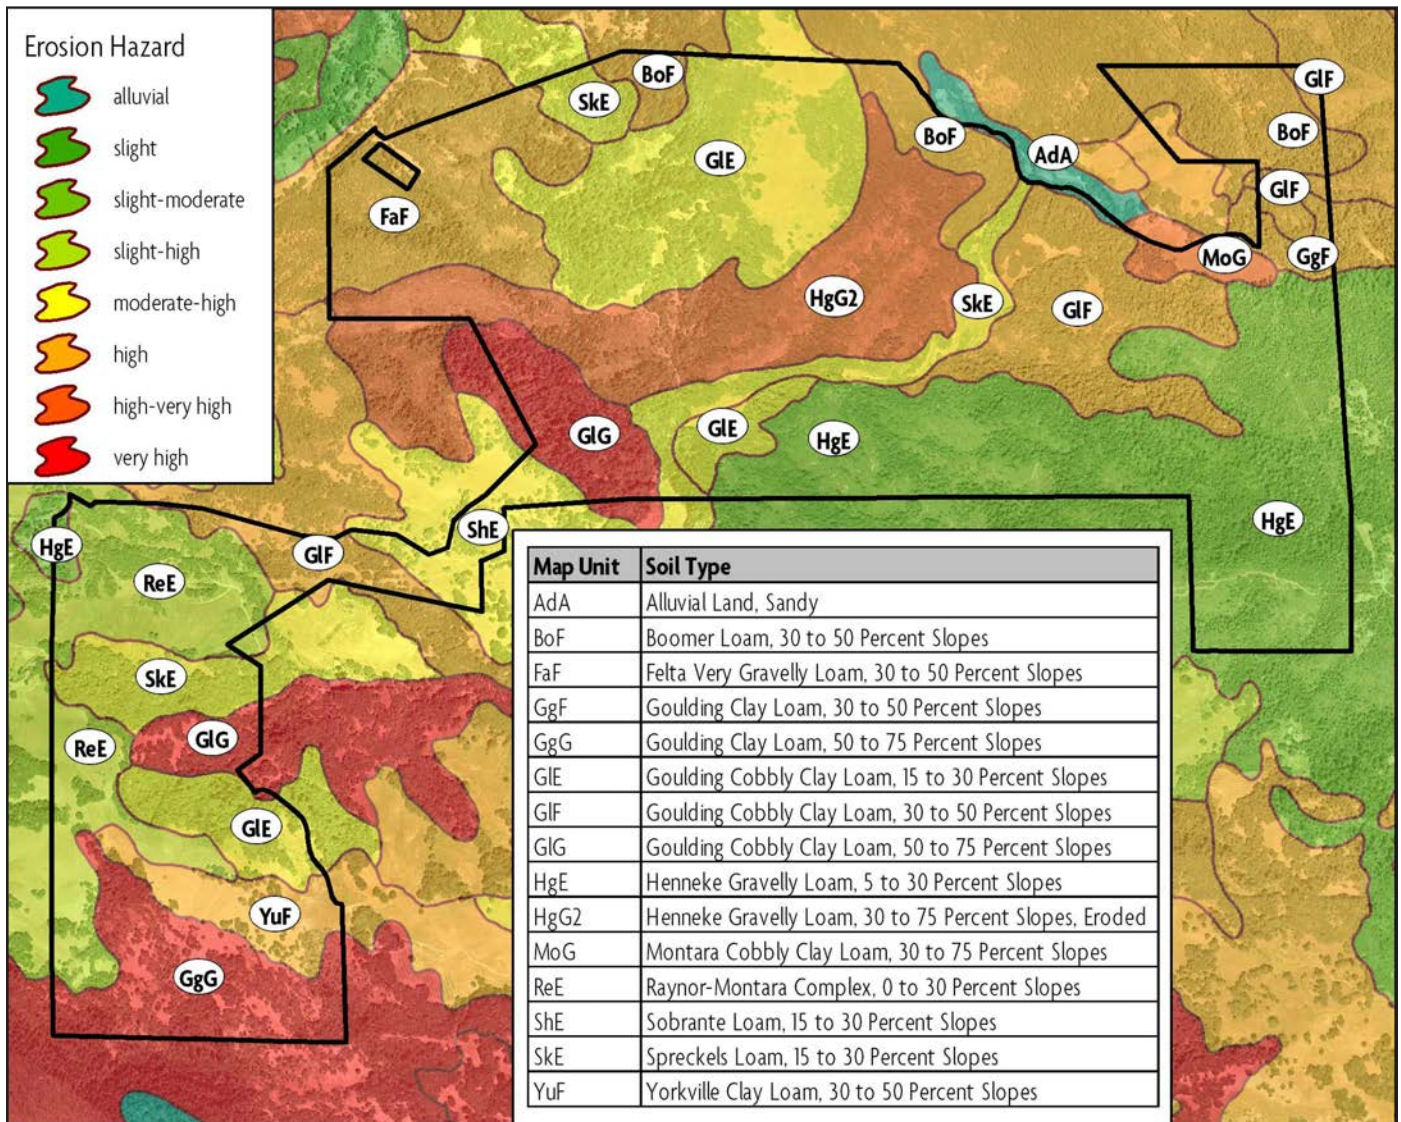 Erosion Hazard
alluvial
slight
slight-moderate
slight-high
moderate-high
high
high-very high
very high
BoF
SkE
GlE
FaF
BoF
AdA
GlF
BoF
GlF
GgF
MoG
HgG2
SkE
GlF
GlG
GlE
HgE
HgE
ShE
HgE
GlF
ReE
SkE
GlG
ReE
GlE
YuF
GgG
Map Unit Soil Type
AdA Alluvial Land, Sandy
BoF Boomer Loam, 30 to 50 Percent Slopes
FaF Felta Very Gravelly Loam, 30 to 50 Percent Slopes
GgF Goulding Clay Loam, 30 to 50 Percent Slopes
GgG Goulding Clay Loam, 50 to 75 Percent Slopes
GlE Goulding Cobbly Clay Loam, 15 to 30 Percent Slopes
GlF Goulding Cobbly Clay Loam, 30 to 50 Percent Slopes
GlG Goulding Cobbly Clay Loam, 50 to 75 Percent Slopes
HgE Henneke Gravelly Loam, 5 to 30 Percent Slopes
HgG2 Henneke Gravelly Loam, 30 to 75 Percent Slopes, Eroded
MoG Montara Cobbly Clay Loam, 30 to 75 Percent Slopes
ReE Raynor-Montara Complex, 0 to 30 Percent Slopes
ShE Sobrante Loam, 15 to 30 Percent Slopes
SkE Spreckels Loam, 15 to 30 Percent Slopes
YuF Yorkville Clay Loam, 30 to 50 Percent Slopes